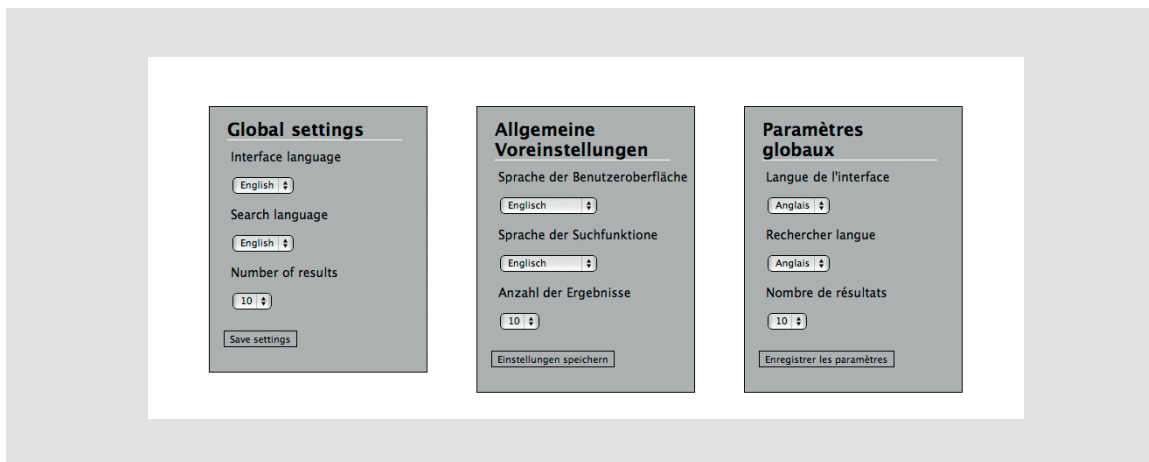 Global settings
Interface language
English
Search language
English
Number of results
10
Save settings
Allgemeine
Voreinstellungen
Sprache der Benutzeroberfläche
Englisch
Sprache der Suchfunktione
Englisch
Anzahl der Ergebnisse
10
Einstellungen speichern
Paramètres
globaux
Langue de l'interface
Anglais
Rechercher langue
Anglais
Nombre de résultats
10
Enregistrer les paramètres